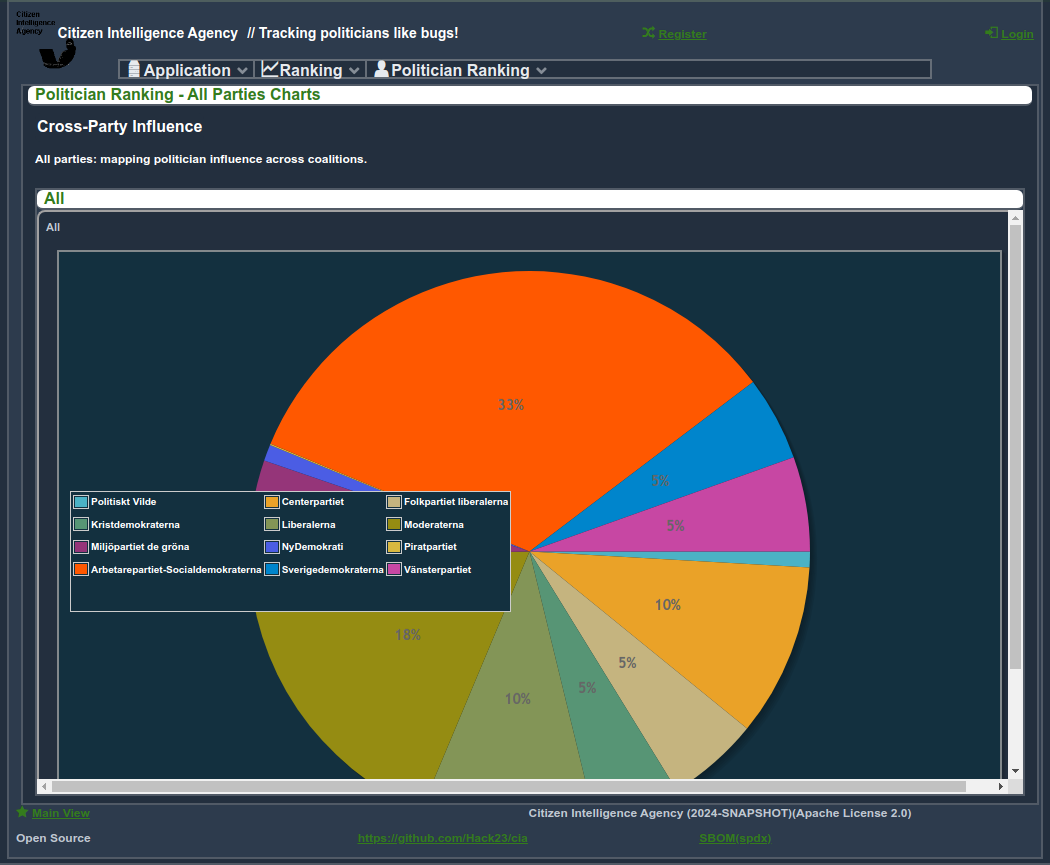 Citizen
Intelligence
Agency
Citizen Intelligence Agency // Tracking politicians like bugs!
Register
Login
Application
Ranking
Politician Ranking
Politician Ranking - All Parties Charts
Cross-Party Influence
All parties: mapping politician influence across coalitions.
All
All
33%
5%
5%
10%
5%
5%
10%
18%
Politiskt Vilde
Centerpartiet
Folkpartiet liberalerna
Kristdemokraterna
Liberalerna
Moderaterna
Miljöpartiet de gröna
NyDemokrati
Piratpartiet
Arbetarepartiet-Socialdemokraterna
Sverigedemokraterna
Vänsterpartiet
Main View
Citizen Intelligence Agency (2024-SNAPSHOT)(Apache License 2.0)
Open Source
https://github.com/Hack23/cia
SBOM(spdx)